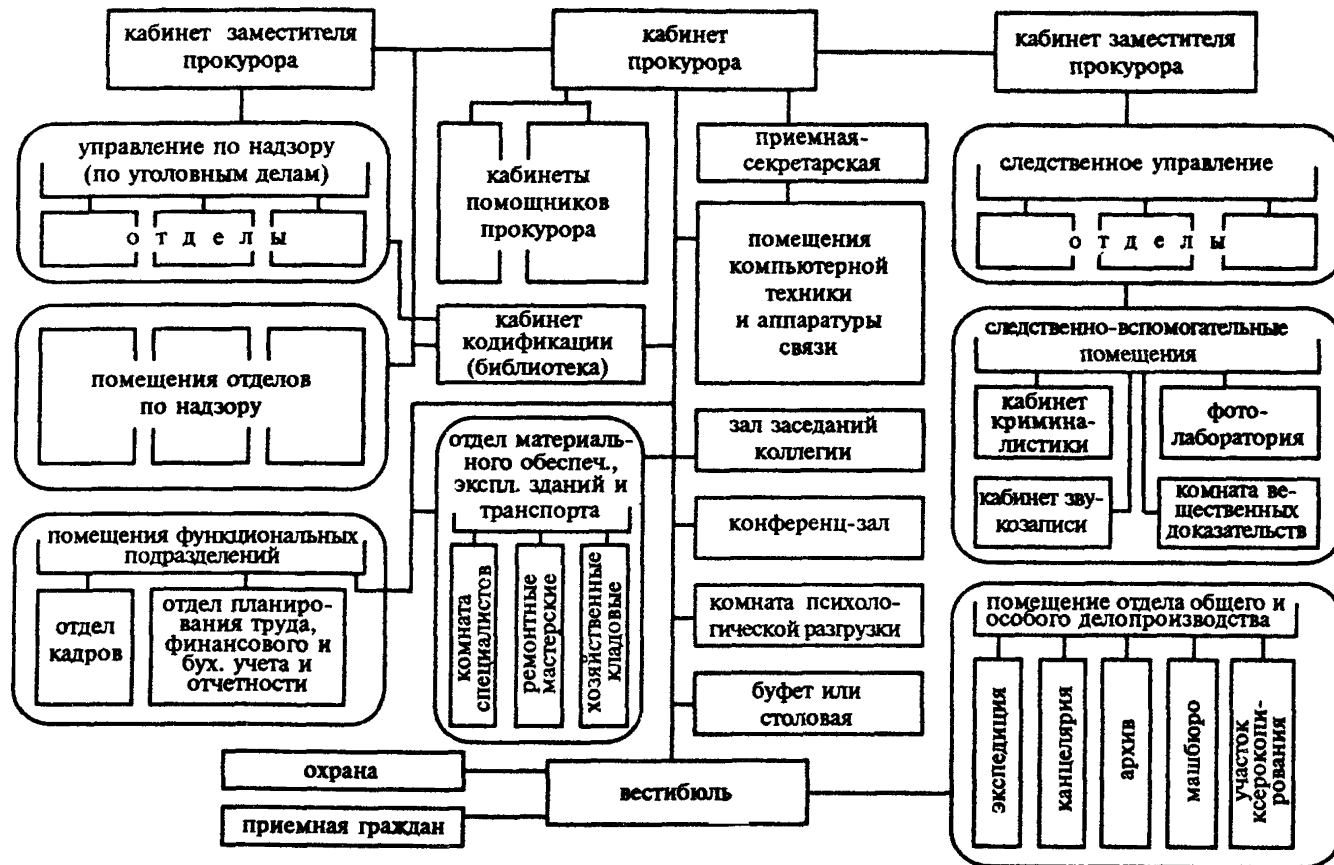 кабинет заместителя
прокурора
кабинет
прокурора
кабинет заместителя
прокурора
управление по надзору
(по уголовным делам)
отделы
кабинеты
помощников
прокурора
приемная-
секретарская
следственное управление
отделы
помещения
компьютерной
техники
и аппаратуры
связи
кабинет
кодификации
(библиотека)
помещения отделов
по надзору
следственно-вспомогательные
помещения
кабинет
кримина-
листики
фото-
лаборатория
кабинет зву-
козаписи
комната ве-
щественных
доказательств
отдел материаль-
ного обеспеч.,
экспл. зданий и
транспорта
комната
специалистов
ремонтные
мастерские
хозяйственные
кладовые
зал заседаний
коллегии
конференц-зал
комната психоло-
гической разгрузки
буфет или
столовая
помещения функциональных
подразделений
отдел
кадров
отдел планиро-
вания труда,
финансового и
бух. учета и
отчетности
помещение отдела общего и
особого делопроизводства
экспедиция
канцелярия
архив
машбюро
участок
ксерокопи-
рования
охрана
приемная граждан
вестибюль